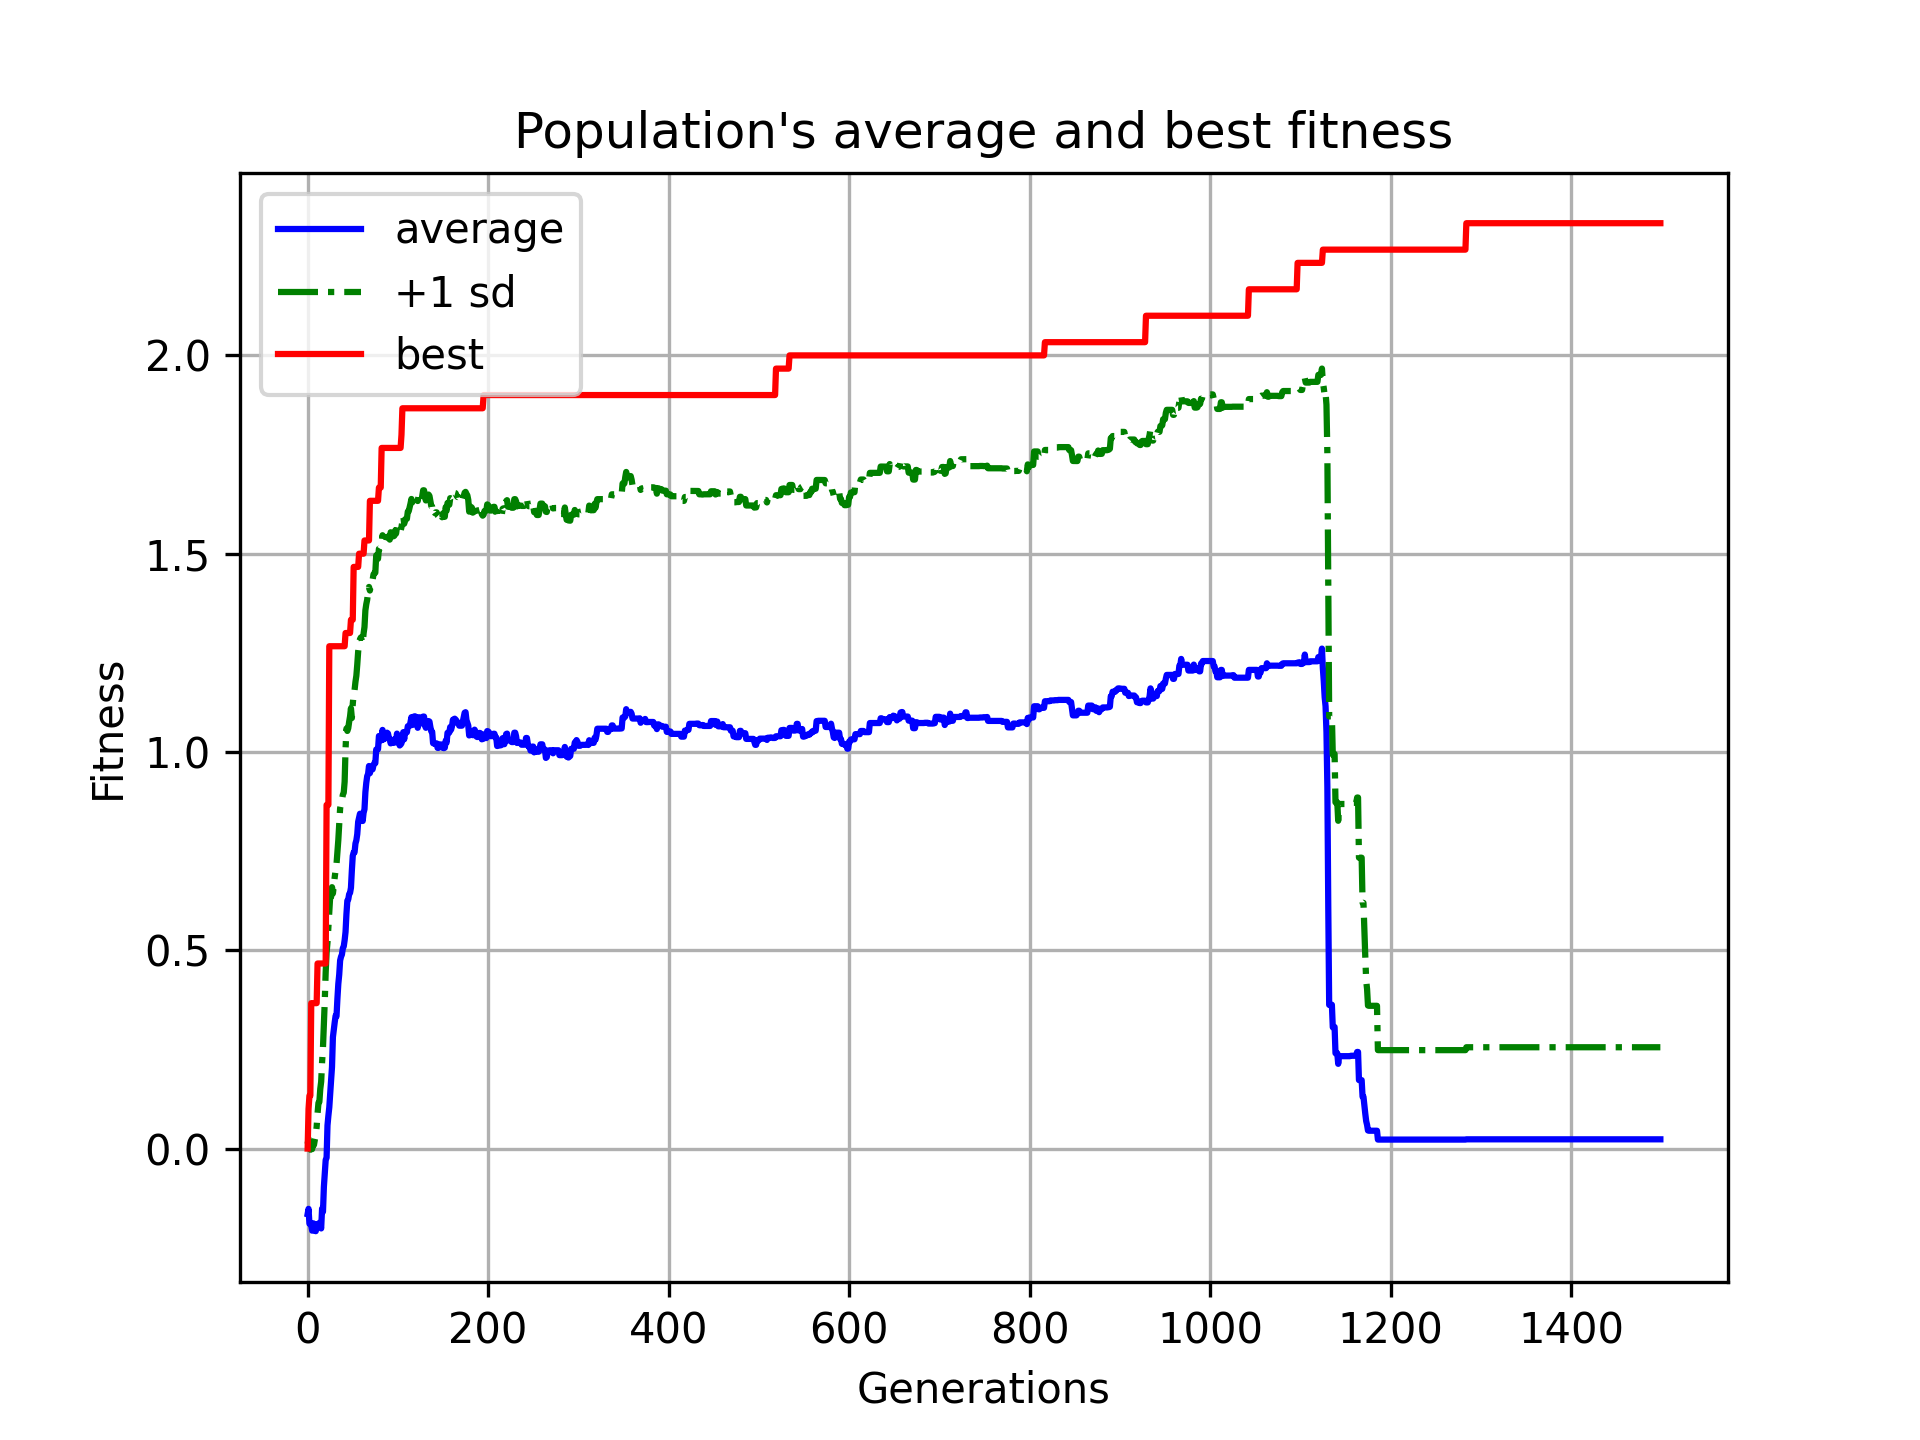 Population's average and best fitness
average
+1 sd
best
Fitness
2.0
1.5
1.0
0.5
0.0
0 200 400 600 800 1000 1200 1400
Generations